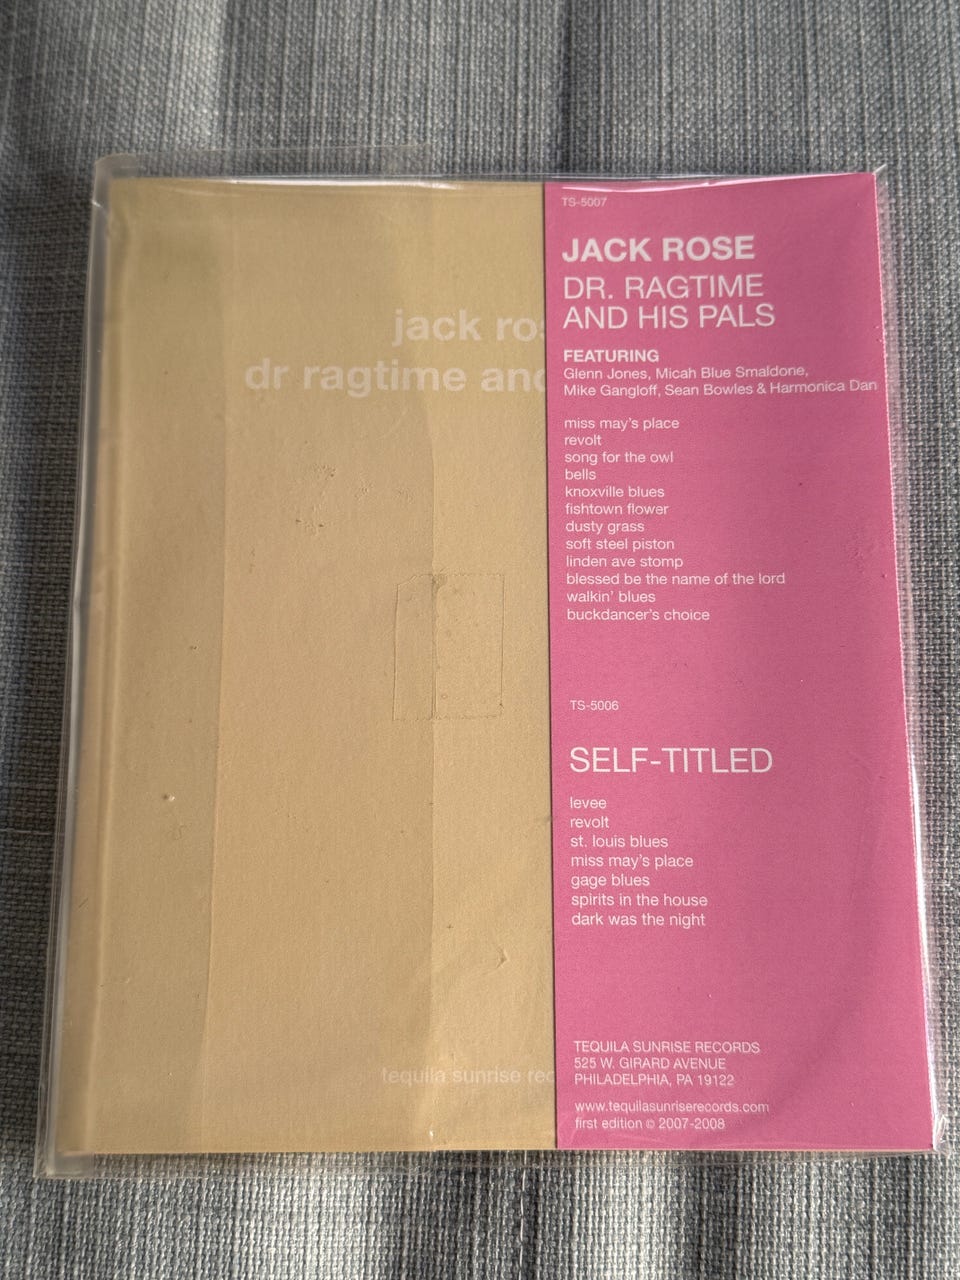 jack ros
dr ragtime and
tequila sunrise rec
TS-5007
JACK ROSE
DR. RAGTIME
AND HIS PALS
FEATURING
Glenn Jones, Micah Blue Smaldone,
Mike Gangloff, Sean Bowles & Harmonica Dan
miss may's place
revolt
song for the owl
bells
knoxville blues
fishtown flower
dusty grass
soft steel piston
linden ave stomp
blessed be the name of the lord
walkin' blues
buckdancer's choice
TS-5006
SELF-TITLED
levee
revolt
st. louis blues
miss may's place
gage blues
spirits in the house
dark was the night
TEQUILA SUNRISE RECORDS
525 W. GIRARD AVENUE
PHILADELPHIA, PA 19122
www.tequilasunriserecords.com
first edition © 2007-2008